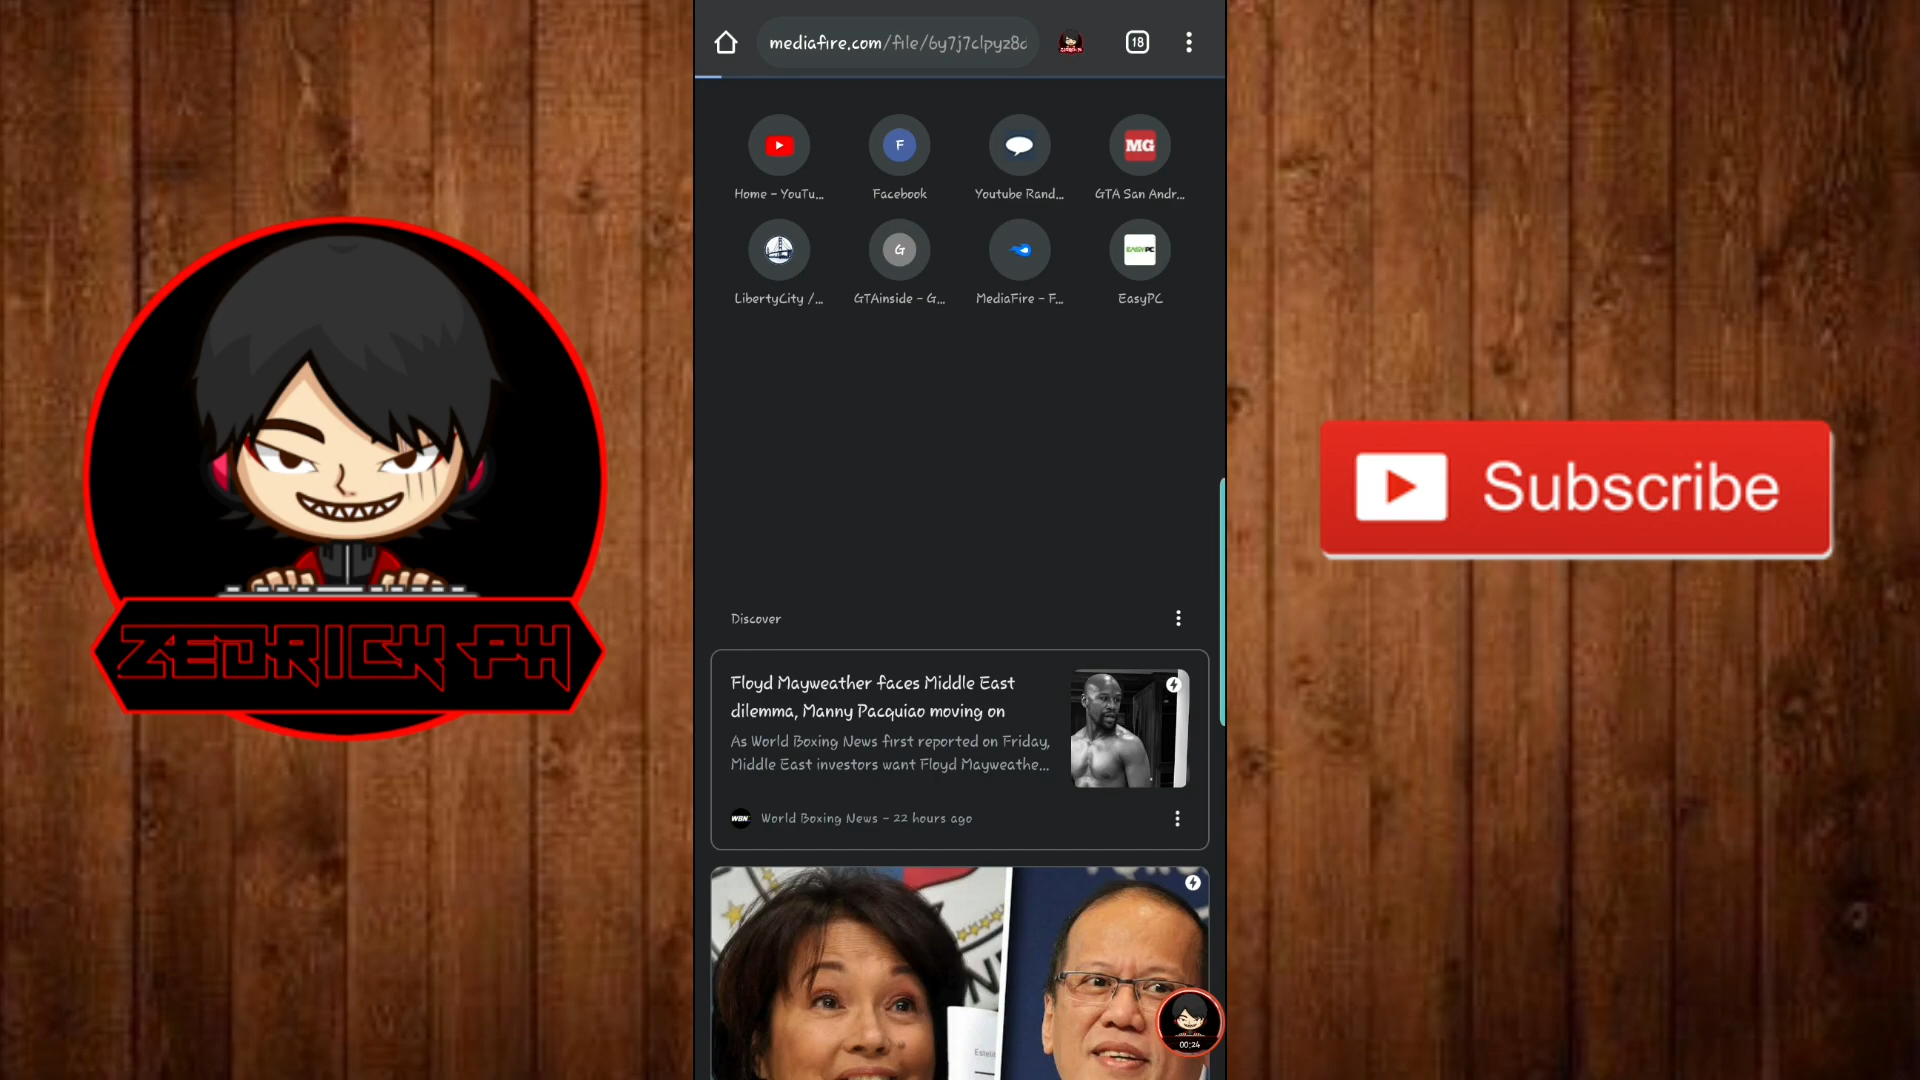 mediafire.com/file/6y7j7clpyz8c
18
F
MG
Home – YouTu...
Facebook
Youtube Rand...
GTA San Andr...
G
EASYPC
LibertyCity /...
GTAinside – G...
MediaFire – F...
EasyPC
ZEDRICK PH
Subscribe
Discover
Floyd Mayweather faces Middle East
dilemma, Manny Pacquiao moving on
As World Boxing News first reported on Friday,
Middle East investors want Floyd Mayweathe...
WBN
World Boxing News – 22 hours ago
00:24